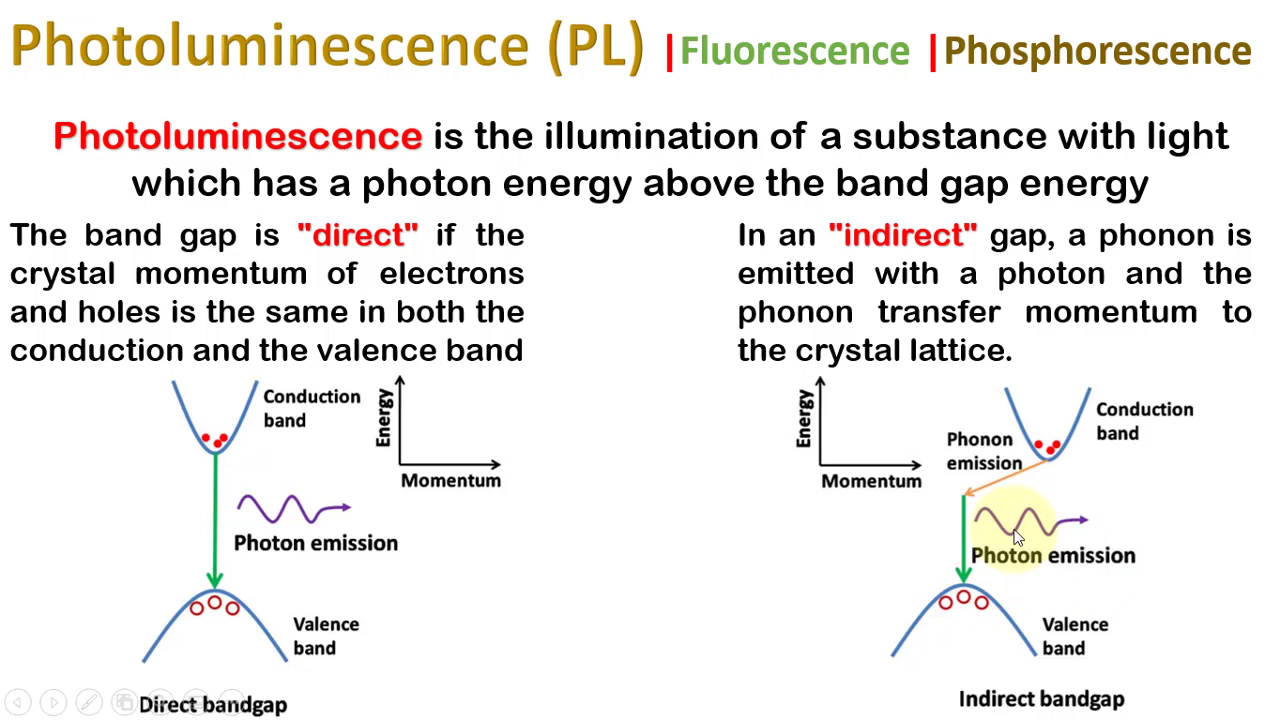 Photoluminescence (PL) |Fluorescence |Phosphorescence
Photoluminescence is the illumination of a substance with light
which has a photon energy above the band gap energy
The band gap is "direct" if the
crystal momentum of electrons
and holes is the same in both the
conduction and the valence band
In an "indirect" gap, a phonon is
emitted with a photon and the
phonon transfer momentum to
the crystal lattice.
Conduction
band
Energy
Momentum
Photon emission
Valence
band
Direct bandgap
Energy
Momentum
Phonon
emission
Conduction
band
Photon emission
Valence
band
Indirect bandgap